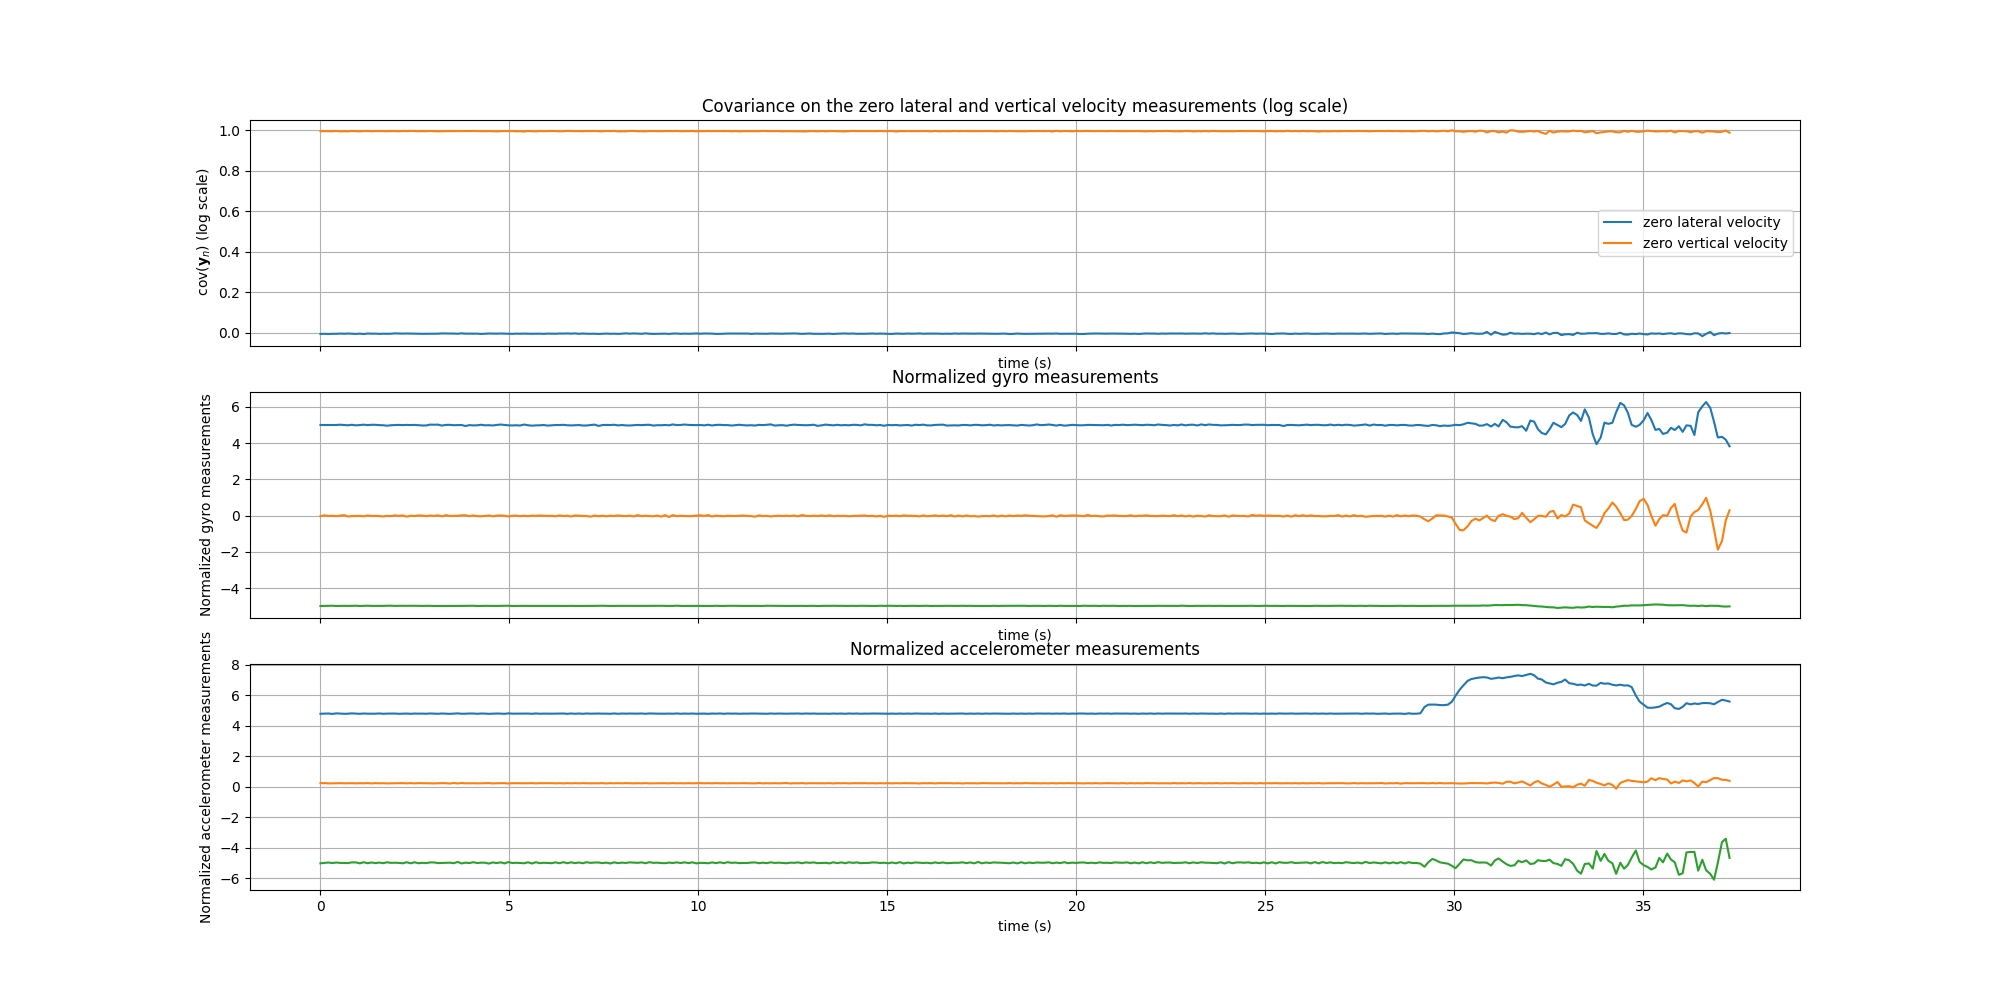 Covariance on the zero lateral and vertical velocity measurements (log scale)
cov(𝐲ₙ) (log scale)
1.0
0.8
0.6
0.4
0.2
0.0
zero lateral velocity
zero vertical velocity
time (s)
Normalized gyro measurements
Normalized gyro measurements
6
4
2
0
−2
−4
time (s)
Normalized accelerometer measurements
Normalized accelerometer measurements
8
6
4
2
0
−2
−4
−6
0 5 10 15 20 25 30 35
time (s)